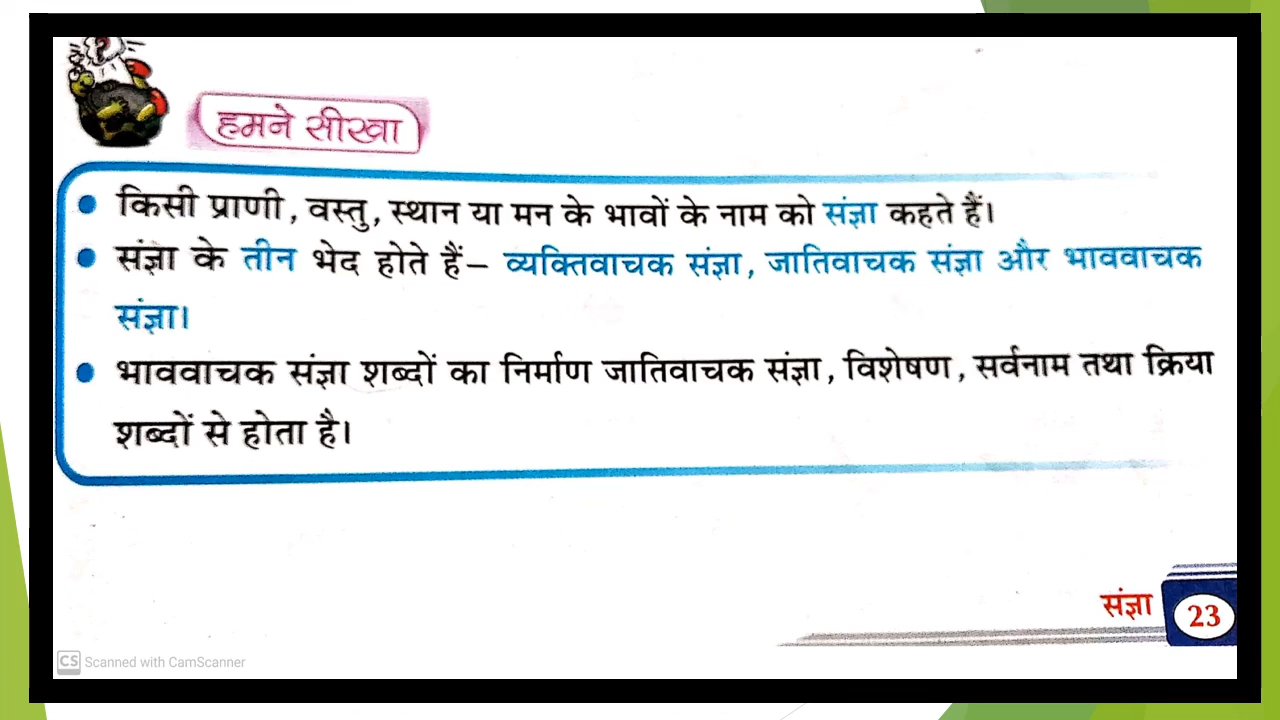 हमने सीखा
किसी प्राणी, वस्तु, स्थान या मन के भावों के नाम को संज्ञा कहते हैं।
संज्ञा के तीन भेद होते हैं– व्यक्तिवाचक संज्ञा, जातिवाचक संज्ञा और भाववाचक
संज्ञा।
भाववाचक संज्ञा शब्दों का निर्माण जातिवाचक संज्ञा, विशेषण, सर्वनाम तथा क्रिया
शब्दों से होता है।
संज्ञा 23
CS Scanned with CamScanner